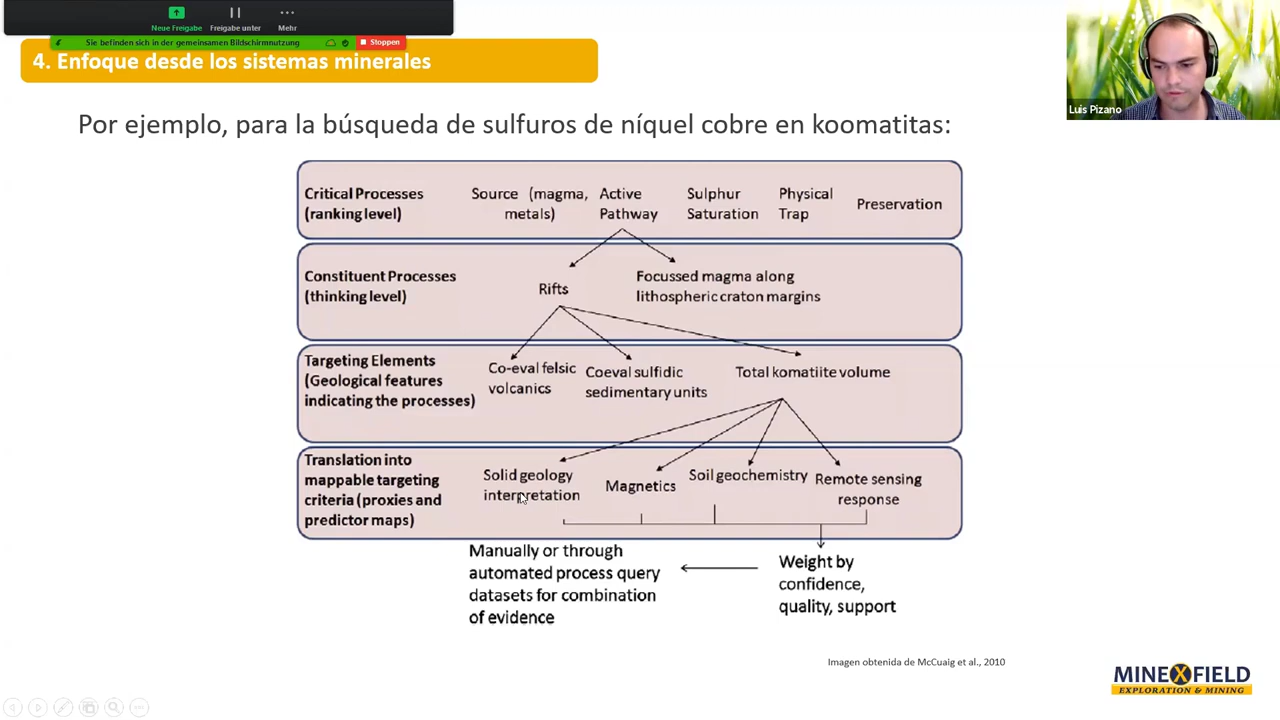 Neue Freigabe Freigabe unter Mehr
Sie befinden sich in der gemeinsamen Bildschirmnutzung Stoppen
4. Enfoque desde los sistemas minerales
Luis Pizano
Por ejemplo, para la búsqueda de sulfuros de níquel cobre en koomatitas:
Critical Processes
(ranking level)
Source (magma,
metals)
Active
Pathway
Sulphur
Saturation
Physical
Trap
Preservation
Constituent Processes
(thinking level)
Rifts
Focussed magma along
lithospheric craton margins
Targeting Elements
(Geological features
indicating the processes)
Co-eval felsic
volcanics
Coeval sulfidic
sedimentary units
Total komatiite volume
Translation into
mappable targeting
criteria (proxies and
predictor maps)
Solid geology
interpretation
Magnetics
Soil geochemistry
Remote sensing
response
Manually or through
automated process query
datasets for combination
of evidence
Weight by
confidence,
quality, support
Imagen obtenida de McCuaig et al., 2010
MINEXFIELD
EXPLORATION & MINING